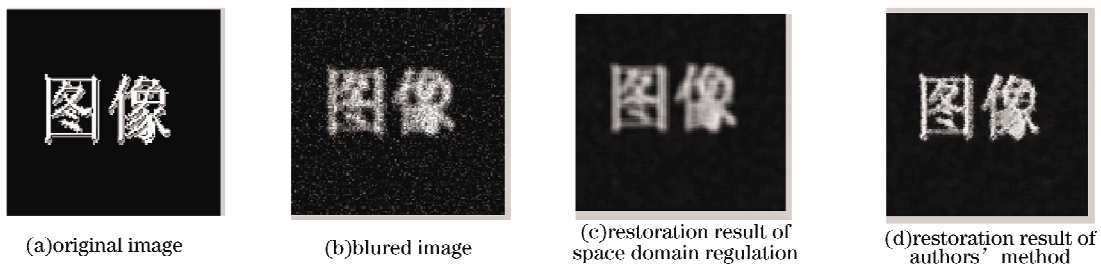 图像
图像
图像
图像
(a)original image
(b)blured image
(c)restoration result of
space domain regulation
(d)restoration result of
authors’ method